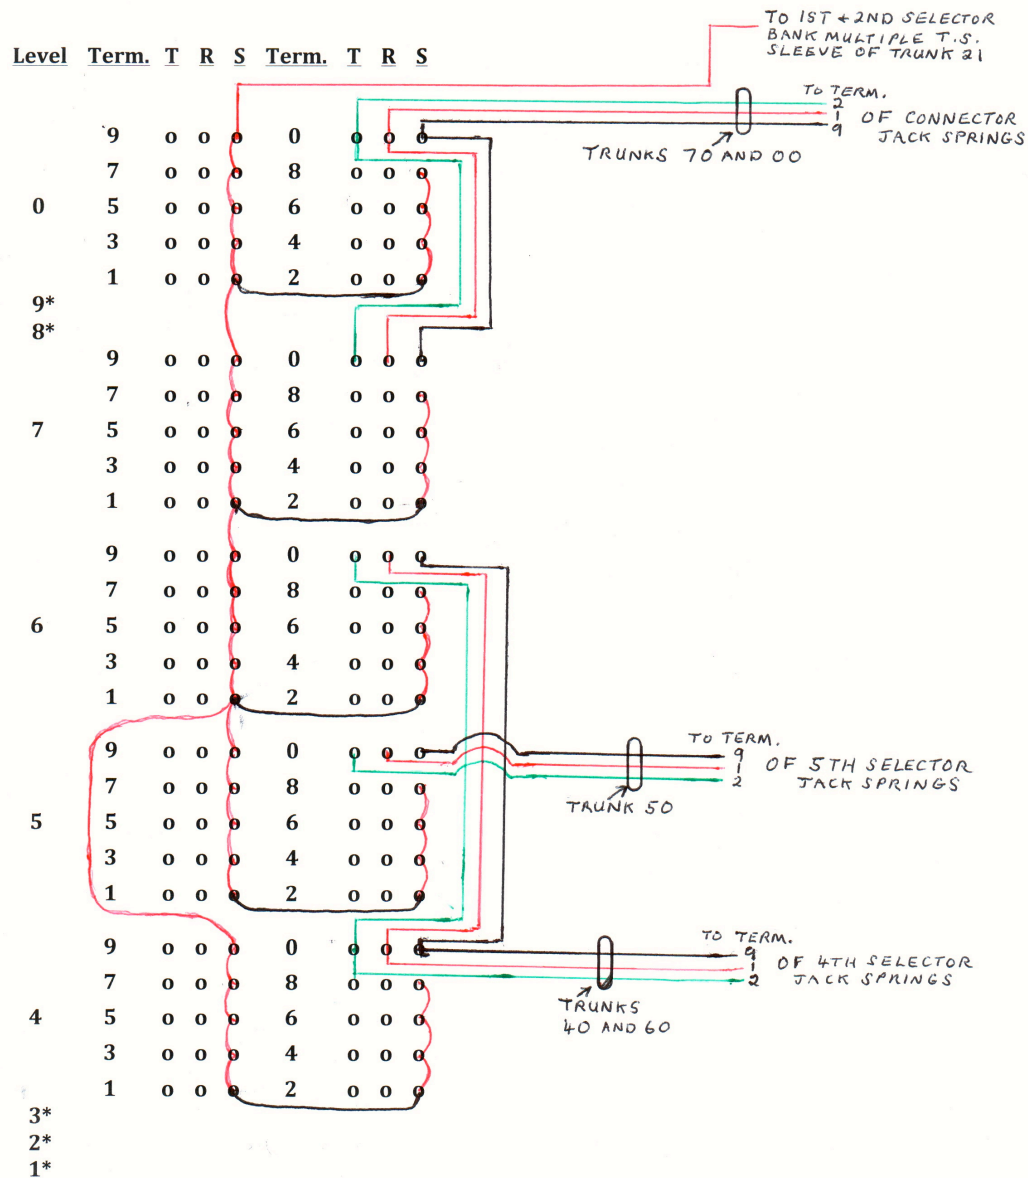 TO 1ST + 2ND SELECTOR
BANK MULTIPLE T.S.
SLEEVE OF TRUNK 21
Level Term. T R S Term. T R S
TO TERM.
2
1
9
OF CONNECTOR
JACK SPRINGS
TRUNKS 70 AND 00
9 o o o 0 o o o
7 o o o 8 o o o
0 5 o o o 6 o o o
3 o o o 4 o o o
1 o o o 2 o o o
9*
8*
9 o o o 0 o o o
7 o o o 8 o o o
7 5 o o o 6 o o o
3 o o o 4 o o o
1 o o o 2 o o o
9 o o o 0 o o o
7 o o o 8 o o o
6 5 o o o 6 o o o
3 o o o 4 o o o
1 o o o 2 o o o
TO TERM.
9 o o o 0 o o o 9
1
2
OF 5TH SELECTOR
JACK SPRINGS
7 o o o 8 o o o
TRUNK 50
5 5 o o o 6 o o o
3 o o o 4 o o o
1 o o o 2 o o o
TO TERM.
9 o o o 0 o o o 9
1
2
OF 4TH SELECTOR
JACK SPRINGS
7 o o o 8 o o o
TRUNKS
40 AND 60
4 5 o o o 6 o o o
3 o o o 4 o o o
1 o o o 2 o o o
3*
2*
1*